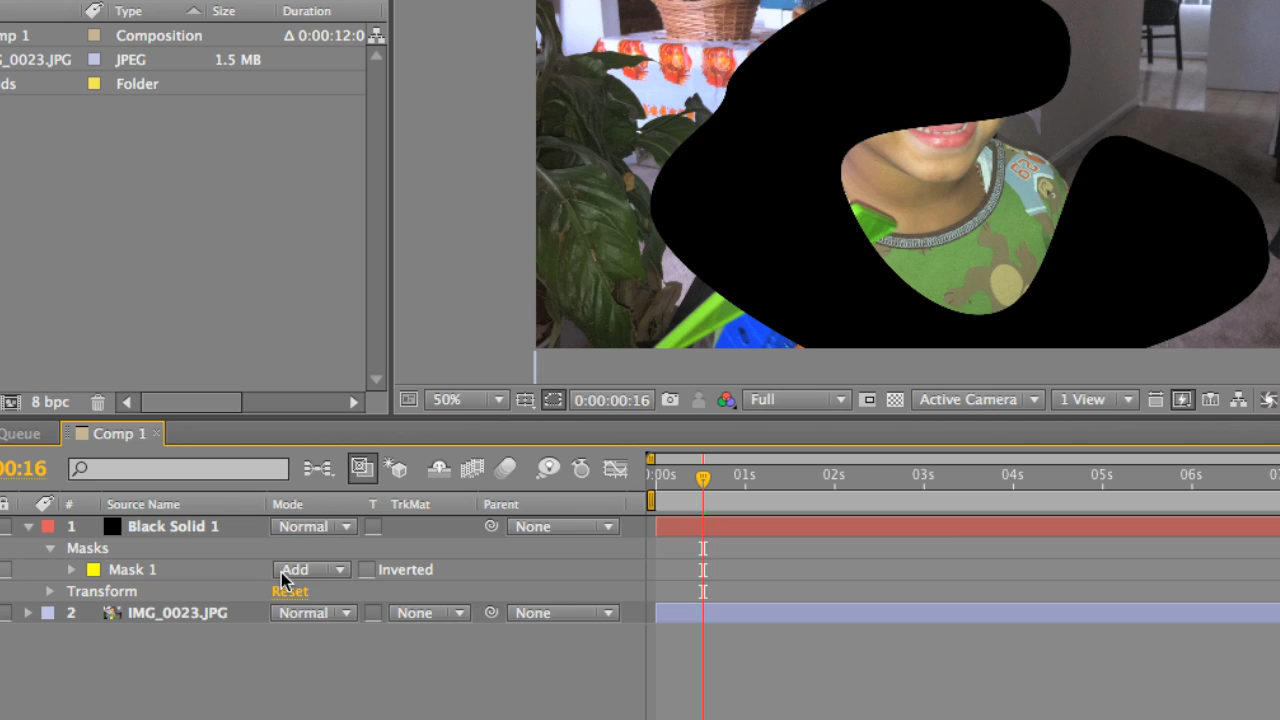 Type Size Duration
mp 1 Composition Δ 0:00:12:0
G_0023.JPG JPEG 1.5 MB
ds Folder
8 bpc
50% 0:00:00:16 Full Active Camera 1 View
Queue Comp 1
00:16
):00s 01s 02s 03s 04s 05s 06s 07
# Source Name Mode T TrkMat Parent
1 Black Solid 1 Normal None
Masks
Mask 1 Add Inverted
Transform Reset
2 IMG_0023.JPG Normal None None